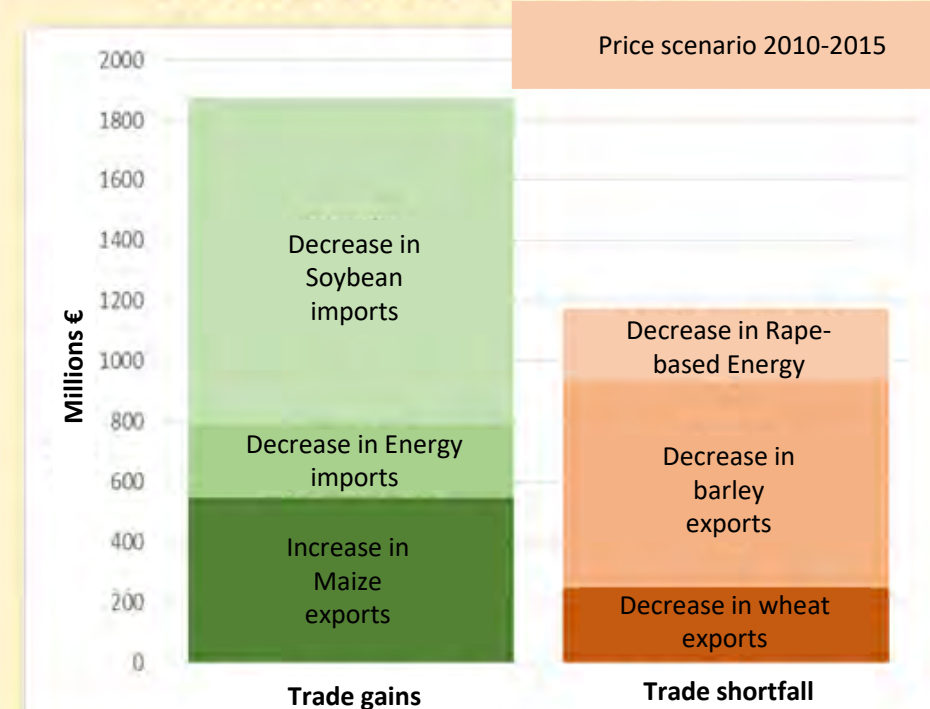 Price scenario 2010-2015
2000
1800
1600
1400
1200
1000
800
600
400
200
0
Millions €
Decrease in
Soybean
imports
Decrease in Energy
imports
Increase in
Maize
exports
Decrease in Rape-
based Energy
Decrease in
barley
exports
Decrease in wheat
exports
Trade gains
Trade shortfall